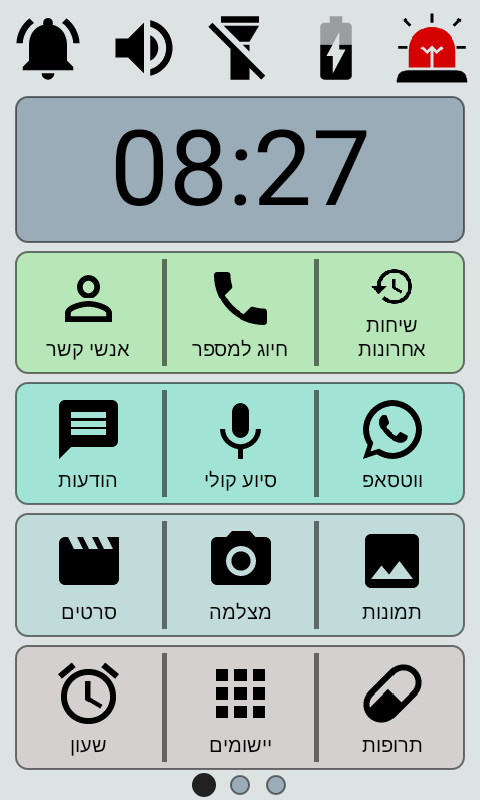 08:27
שיחות
אחרונות
חיוג למספר
אנשי קשר
ווטסאפ
סיוע קולי
הודעות
תמונות
מצלמה
סרטים
תרופות
יישומים
שעון